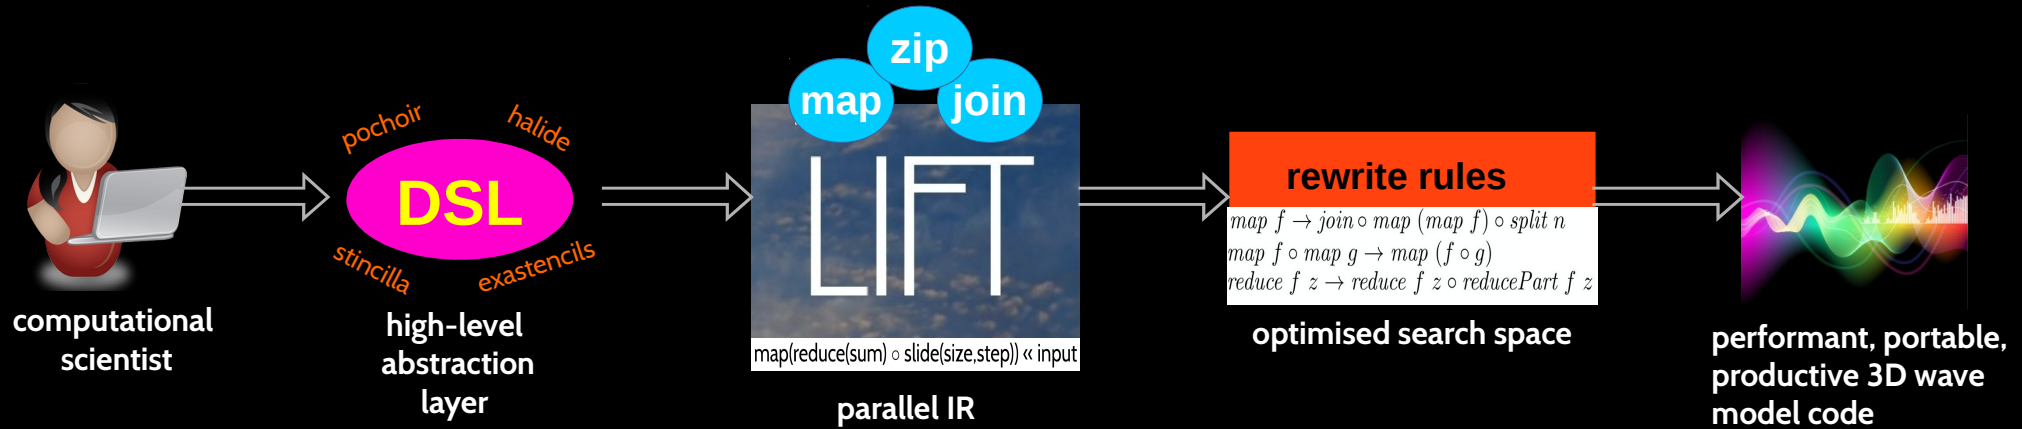 computational
scientist
pochoir
halide
DSL
stincilla
exastencils
high-level
abstraction
layer
zip
map
join
LIFT
map(reduce(sum) ∘ slide(size,step)) « input
parallel IR
rewrite rules
map f → join ∘ map (map f) ∘ split n
map f ∘ map g → map (f ∘ g)
reduce f z → reduce f z ∘ reducePart f z
optimised search space
performant, portable,
productive 3D wave
model code